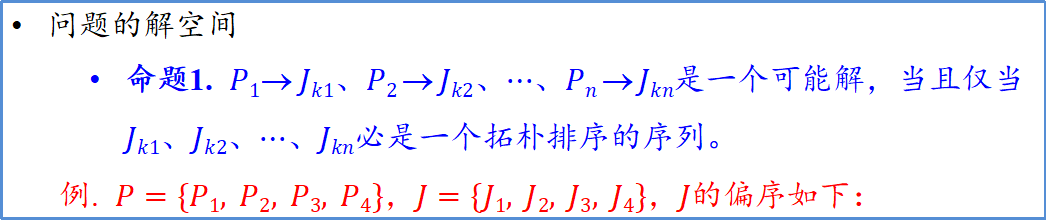 • 问题的解空间
• 命题1. P₁→Jₖ₁、P₂→Jₖ₂、⋯、Pₙ→Jₖₙ是一个可能解，当且仅当
Jₖ₁、Jₖ₂、⋯、Jₖₙ必是一个拓朴排序的序列。
例. P = {P₁, P₂, P₃, P₄}，J = {J₁, J₂, J₃, J₄}，J的偏序如下：